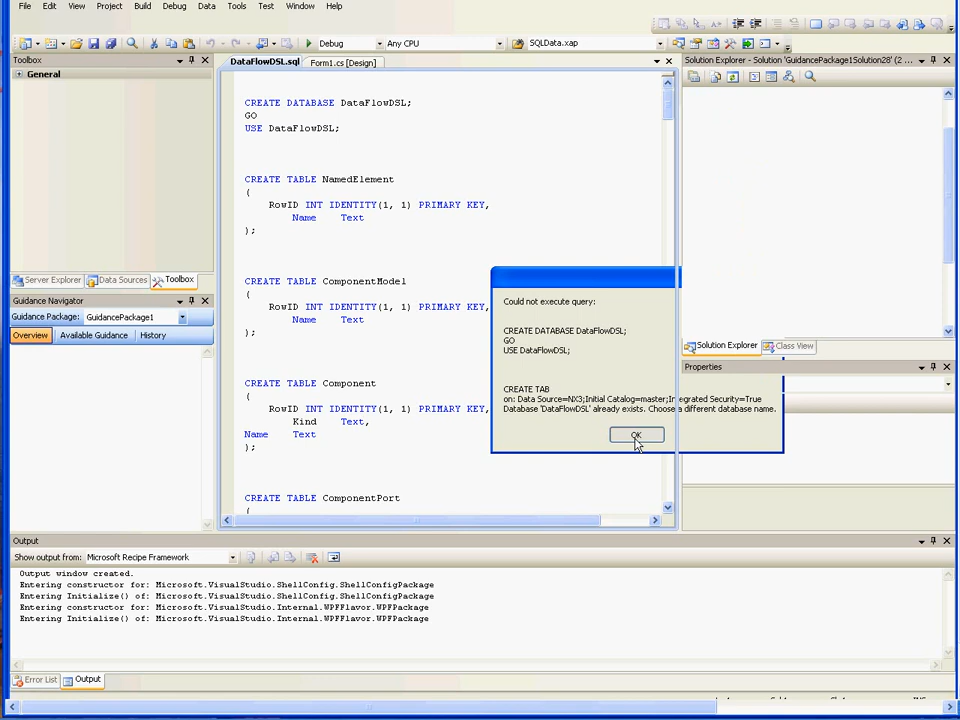 File Edit View Project Build Debug Data Tools Test Window Help
Debug Any CPU SQLData.xap
Toolbox
General
DataFlowDSL.sql Form1.cs [Design]
CREATE DATABASE DataFlowDSL;
GO
USE DataFlowDSL;
CREATE TABLE NamedElement
(
RowID INT IDENTITY(1, 1) PRIMARY KEY,
Name Text
);
CREATE TABLE ComponentModel
(
RowID INT IDENTITY(1, 1) PRIMARY KEY,
Name Text
);
CREATE TABLE Component
(
RowID INT IDENTITY(1, 1) PRIMARY KEY,
Kind Text,
Name Text
);
CREATE TABLE ComponentPort
(
Solution Explorer - Solution 'GuidancePackage1Solution28' (2 ...
Server Explorer Data Sources Toolbox
Guidance Navigator
Guidance Package: GuidancePackage1
Overview Available Guidance History
Could not execute query:
CREATE DATABASE DataFlowDSL;
GO
USE DataFlowDSL;
CREATE TAB
on: Data Source=NX3;Initial Catalog=master;Integrated Security=True
Database 'DataFlowDSL' already exists. Choose a different database name.
OK
Solution Explorer Class View
Properties
Output
Show output from: Microsoft Recipe Framework
Output window created.
Entering constructor for: Microsoft.VisualStudio.ShellConfig.ShellConfigPackage
Entering Initialize() of: Microsoft.VisualStudio.ShellConfig.ShellConfigPackage
Entering constructor for: Microsoft.VisualStudio.Internal.WPFFlavor.WPFPackage
Entering Initialize() of: Microsoft.VisualStudio.Internal.WPFFlavor.WPFPackage
Error List Output